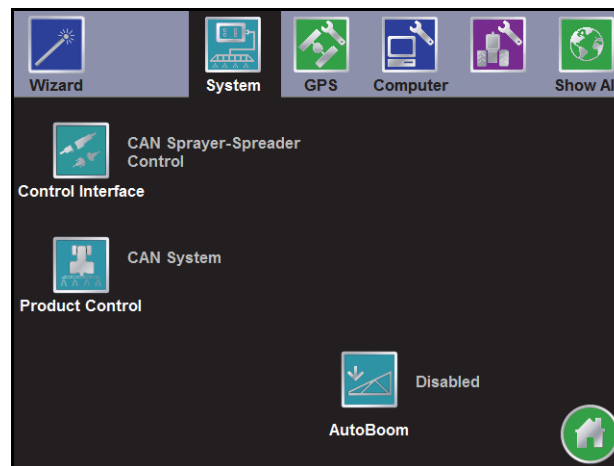 Wizard
System
GPS
Computer
Show Al
CAN Sprayer-Spreader
Control
Control Interface
CAN System
Product Control
Disabled
AutoBoom